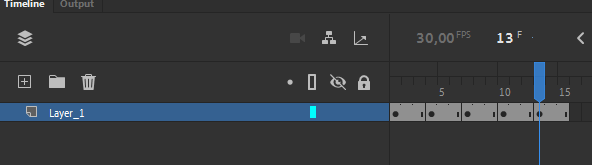 Timeline Output
30,00 FPS 13 F
5 10 15
Layer_1